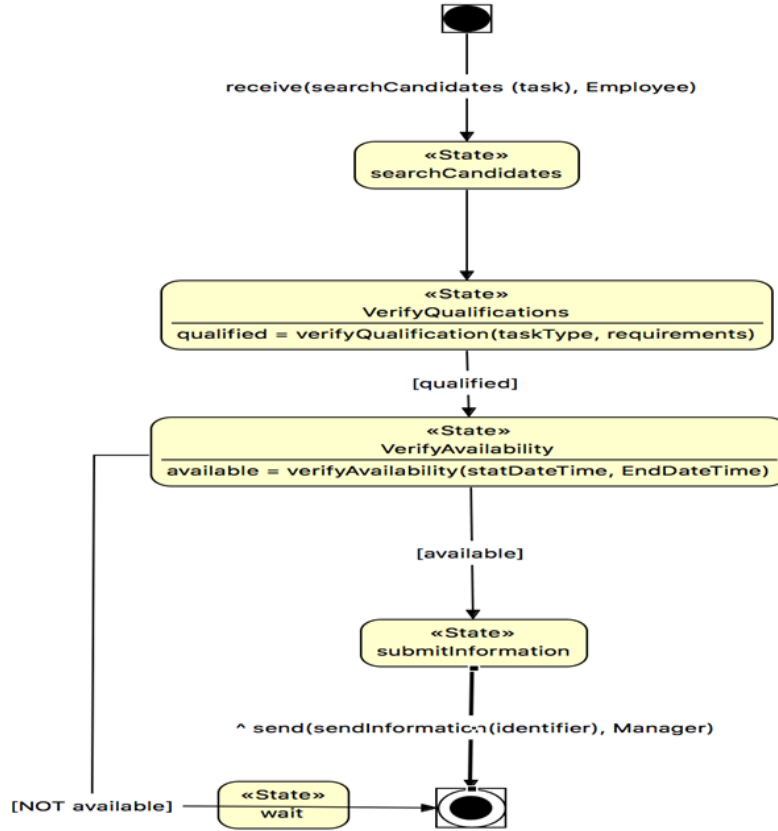 receive(searchCandidates (task), Employee)
«State»
searchCandidates
«State»
VerifyQualifications
qualified = verifyQualification(taskType, requirements)
[qualified]
«State»
VerifyAvailability
available = verifyAvailability(statDateTime, EndDateTime)
[available]
«State»
submitInformation
^ send(sendInformation(identifier), Manager)
[NOT available]
«State»
wait